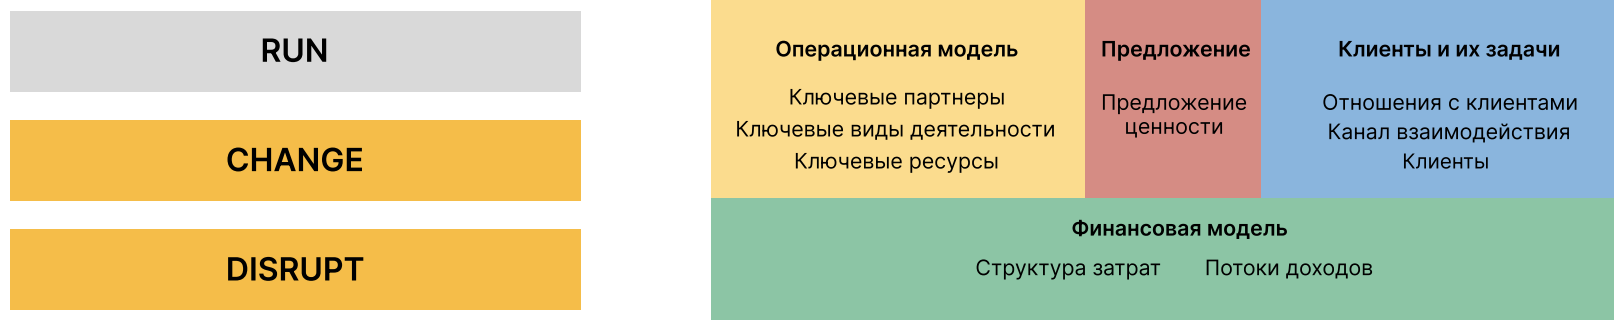 RUN
CHANGE
DISRUPT
Операционная модель
Ключевые партнеры
Ключевые виды деятельности
Ключевые ресурсы
Предложение
Предложение
ценности
Клиенты и их задачи
Отношения с клиентами
Канал взаимодействия
Клиенты
Финансовая модель
Структура затрат
Потоки доходов